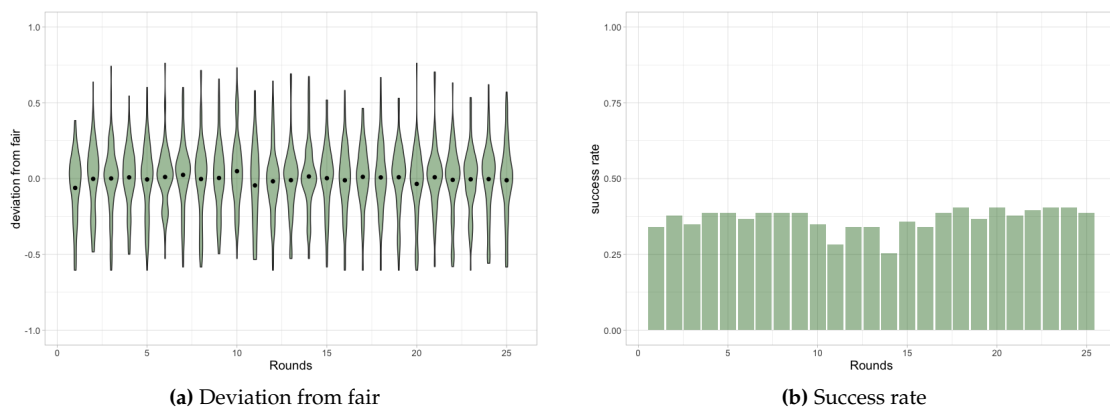 1.0
0.5
0.0
-0.5
-1.0
deviation from fair
0 5 10 15 20 25
Rounds
(a) Deviation from fair
1.00
0.75
0.50
0.25
0.00
success rate
0 5 10 15 20 25
Rounds
(b) Success rate